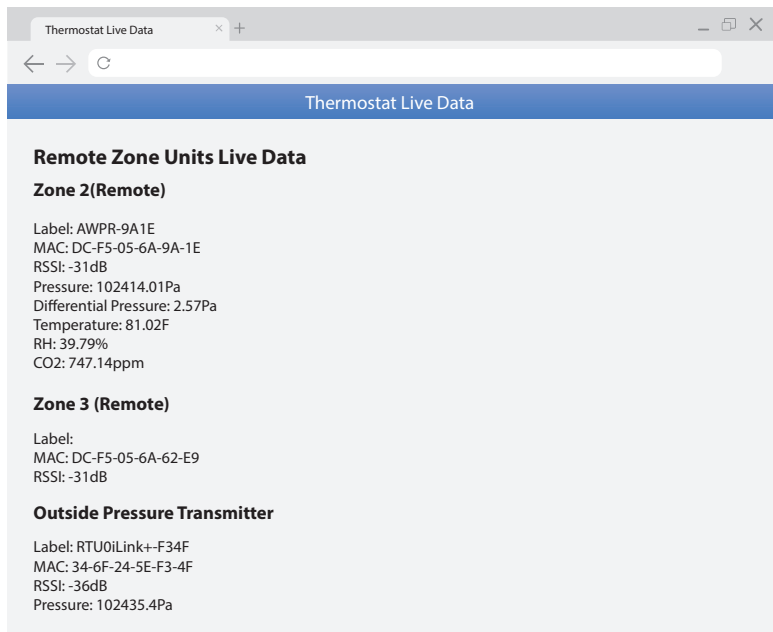 Thermostat Live Data
Thermostat Live Data
Remote Zone Units Live Data
Zone 2(Remote)
Label: AWPR-9A1E
MAC: DC-F5-05-6A-9A-1E
RSSI: -31dB
Pressure: 102414.01Pa
Differential Pressure: 2.57Pa
Temperature: 81.02F
RH: 39.79%
CO2: 747.14ppm
Zone 3 (Remote)
Label:
MAC: DC-F5-05-6A-62-E9
RSSI: -31dB
Outside Pressure Transmitter
Label: RTU0iLink+-F34F
MAC: 34-6F-24-5E-F3-4F
RSSI: -36dB
Pressure: 102435.4Pa